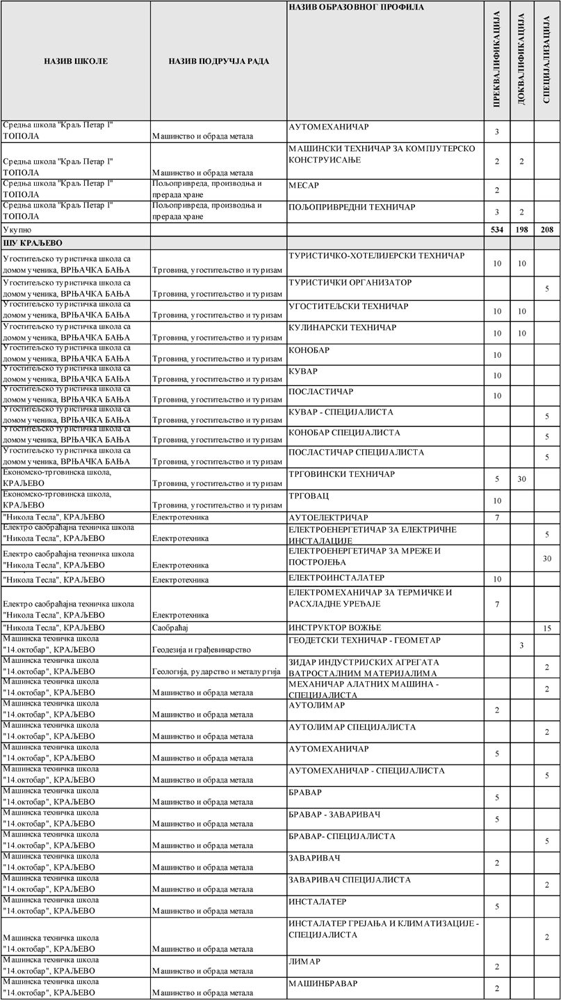 НАЗИВ ШКОЛЕ
НАЗИВ ПОДРУЧЈА РАДА
НАЗИВ ОБРАЗОВНОГ ПРОФИЛА
ПРЕКВАЛИФИКАЦИЈА
ДОКВАЛИФИКАЦИЈА
СПЕЦИЈАЛИЗАЦИЈА
Средња школа "Краљ Петар I"
ТОПОЛА
Машинство и обрада метала
АУТОМЕХАНИЧАР
3
Средња школа "Краљ Петар I"
ТОПОЛА
Машинство и обрада метала
МАШИНСКИ ТЕХНИЧАР ЗА КОМПЈУТЕРСКО
КОНСТРУИСАЊЕ
2
2
Средња школа "Краљ Петар I"
ТОПОЛА
Пољопривреда, производња и
прерада хране
МЕСАР
2
Средња школа "Краљ Петар I"
ТОПОЛА
Пољопривреда, производња и
прерада хране
ПОЉОПРИВРЕДНИ ТЕХНИЧАР
3
2
Укупно
534
198
208
ШУ КРАЉЕВО
Угоститељско туристичка школа са
домом ученика, ВРЊАЧКА БАЊА
Трговина, угоститељство и туризам
ТУРИСТИЧКО-ХОТЕЛИЈЕРСКИ ТЕХНИЧАР
10
10
Угоститељско туристичка школа са
домом ученика, ВРЊАЧКА БАЊА
Трговина, угоститељство и туризам
ТУРИСТИЧКИ ОРГАНИЗАТОР
5
Угоститељско туристичка школа са
домом ученика, ВРЊАЧКА БАЊА
Трговина, угоститељство и туризам
УГОСТИТЕЉСКИ ТЕХНИЧАР
10
10
Угоститељско туристичка школа са
домом ученика, ВРЊАЧКА БАЊА
Трговина, угоститељство и туризам
КУЛИНАРСКИ ТЕХНИЧАР
10
10
Угоститељско туристичка школа са
домом ученика, ВРЊАЧКА БАЊА
Трговина, угоститељство и туризам
КОНОБАР
10
Угоститељско туристичка школа са
домом ученика, ВРЊАЧКА БАЊА
Трговина, угоститељство и туризам
КУВАР
10
Угоститељско туристичка школа са
домом ученика, ВРЊАЧКА БАЊА
Трговина, угоститељство и туризам
ПОСЛАСТИЧАР
10
Угоститељско туристичка школа са
домом ученика, ВРЊАЧКА БАЊА
Трговина, угоститељство и туризам
КУВАР - СПЕЦИЈАЛИСТА
5
Угоститељско туристичка школа са
домом ученика, ВРЊАЧКА БАЊА
Трговина, угоститељство и туризам
КОНОБАР СПЕЦИЈАЛИСТА
5
Угоститељско туристичка школа са
домом ученика, ВРЊАЧКА БАЊА
Трговина, угоститељство и туризам
ПОСЛАСТИЧАР СПЕЦИЈАЛИСТА
5
Економско-трговинска школа,
КРАЉЕВО
Трговина, угоститељство и туризам
ТРГОВИНСКИ ТЕХНИЧАР
5
30
Економско-трговинска школа,
КРАЉЕВО
Трговина, угоститељство и туризам
ТРГОВАЦ
10
"Никола Тесла", КРАЉЕВО
Електротехника
АУТОЕЛЕКТРИЧАР
7
Електро саобраћајна техничка школа
"Никола Тесла", КРАЉЕВО
Електротехника
ЕЛЕКТРОЕНЕРГЕТИЧАР ЗА ЕЛЕКТРИЧНЕ
ИНСТАЛАЦИЈЕ
5
Електро саобраћајна техничка школа
"Никола Тесла", КРАЉЕВО
Електротехника
ЕЛЕКТРОЕНЕРГЕТИЧАР ЗА МРЕЖЕ И
ПОСТРОЈЕЊА
30
"Никола Тесла", КРАЉЕВО
Електротехника
ЕЛЕКТРОИНСТАЛАТЕР
10
Електро саобраћајна техничка школа
"Никола Тесла", КРАЉЕВО
Електротехника
ЕЛЕКТРОМЕХАНИЧАР ЗА ТЕРМИЧКЕ И
РАСХЛАДНЕ УРЕЂАЈЕ
7
"Никола Тесла", КРАЉЕВО
Саобраћај
ИНСТРУКТОР ВОЖЊЕ
15
Машинска техничка школа
"14.октобар", КРАЉЕВО
Геодезија и грађевинарство
ГЕОДЕТСКИ ТЕХНИЧАР - ГЕОМЕТАР
3
Машинска техничка школа
"14.октобар", КРАЉЕВО
Геологија, рударство и металургија
ЗИДАР ИНДУСТРИЈСКИХ АГРЕГАТА
ВАТРОСТАЛНИМ МАТЕРИЈАЛИМА
2
Машинска техничка школа
"14.октобар", КРАЉЕВО
Машинство и обрада метала
МЕХАНИЧАР АЛАТНИХ МАШИНА -
СПЕЦИЈАЛИСТА
2
Машинска техничка школа
"14.октобар", КРАЉЕВО
Машинство и обрада метала
АУТОЛИМАР
2
Машинска техничка школа
"14.октобар", КРАЉЕВО
Машинство и обрада метала
АУТОЛИМАР СПЕЦИЈАЛИСТА
2
Машинска техничка школа
"14.октобар", КРАЉЕВО
Машинство и обрада метала
АУТОМЕХАНИЧАР
5
Машинска техничка школа
"14.октобар", КРАЉЕВО
Машинство и обрада метала
АУТОМЕХАНИЧАР - СПЕЦИЈАЛИСТА
5
Машинска техничка школа
"14.октобар", КРАЉЕВО
Машинство и обрада метала
БРАВАР
5
Машинска техничка школа
"14.октобар", КРАЉЕВО
Машинство и обрада метала
БРАВАР - ЗАВАРИВАЧ
5
Машинска техничка школа
"14.октобар", КРАЉЕВО
Машинство и обрада метала
БРАВАР- СПЕЦИЈАЛИСТА
5
Машинска техничка школа
"14.октобар", КРАЉЕВО
Машинство и обрада метала
ЗАВАРИВАЧ
2
Машинска техничка школа
"14.октобар", КРАЉЕВО
Машинство и обрада метала
ЗАВАРИВАЧ СПЕЦИЈАЛИСТА
2
Машинска техничка школа
"14.октобар", КРАЉЕВО
Машинство и обрада метала
ИНСТАЛАТЕР
5
Машинска техничка школа
"14.октобар", КРАЉЕВО
Машинство и обрада метала
ИНСТАЛАТЕР ГРЕЈАЊА И КЛИМАТИЗАЦИЈЕ -
СПЕЦИЈАЛИСТА
2
Машинска техничка школа
"14.октобар", КРАЉЕВО
Машинство и обрада метала
ЛИМАР
2
Машинска техничка школа
"14.октобар", КРАЉЕВО
Машинство и обрада метала
МАШИНБРАВАР
2